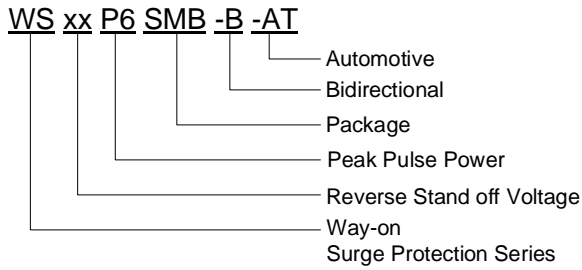 WS xx P6 SMB -B -AT
Automotive
Bidirectional
Package
Peak Pulse Power
Reverse Stand off Voltage
Way-on
Surge Protection Series